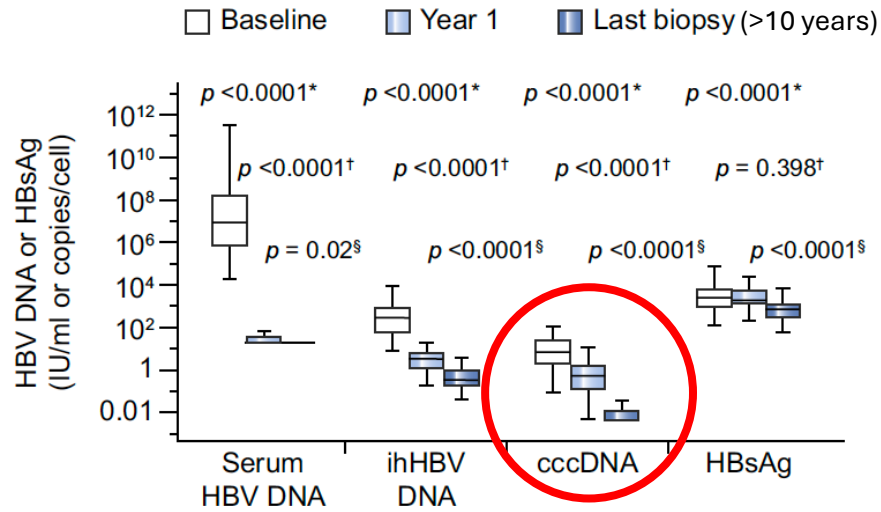 Baseline Year 1 Last biopsy (>10 years)
HBV DNA or HBsAg
(IU/ml or copies/cell)
10¹²
10¹⁰
10⁸
10⁶
10⁴
10²
1
0.01
p <0.0001* p <0.0001* p <0.0001* p <0.0001*
p <0.0001† p <0.0001† p <0.0001† p = 0.398†
p = 0.02§ p <0.0001§ p <0.0001§ p <0.0001§
Serum
HBV DNA
ihHBV
DNA
cccDNA
HBsAg